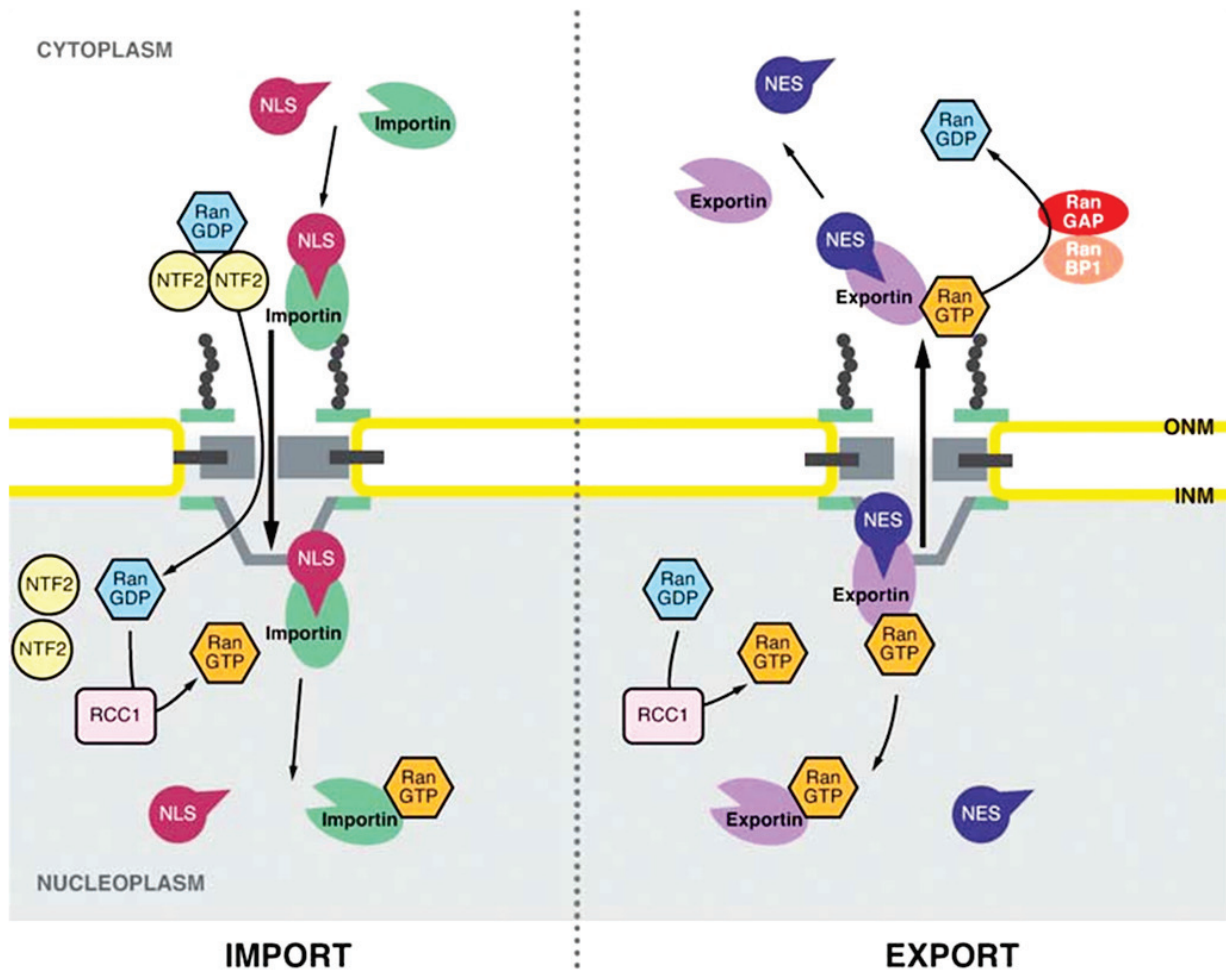 CYTOPLASM
NLS
Importin
Ran
GDP
NTF2
NTF2
NLS
Importin
NLS
Importin
NTF2
NTF2
Ran
GDP
Ran
GTP
RCC1
NLS
Importin
Ran
GTP
NUCLEOPLASM
IMPORT
NES
Ran
GDP
Exportin
Ran
GAP
Ran
BP1
NES
Exportin
Ran
GTP
ONM
INM
NES
Exportin
Ran
GTP
Ran
GDP
Ran
GTP
RCC1
Exportin
Ran
GTP
NES
EXPORT